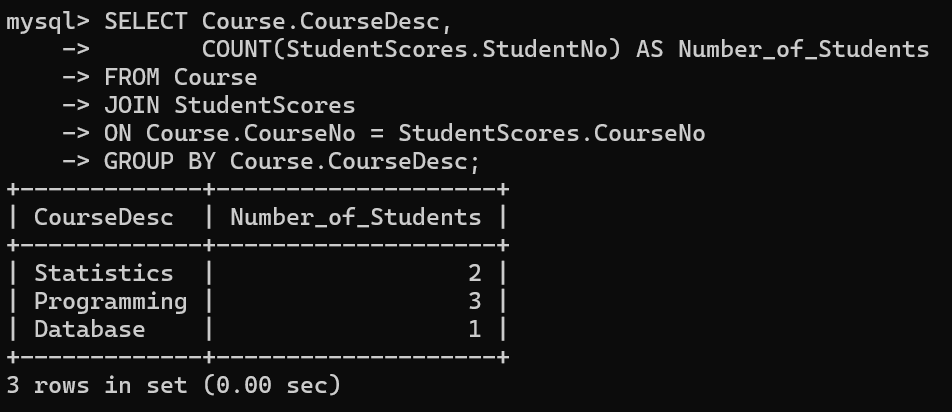 mysql> SELECT Course.CourseDesc,
    ->        COUNT(StudentScores.StudentNo) AS Number_of_Students
    -> FROM Course
    -> JOIN StudentScores
    -> ON Course.CourseNo = StudentScores.CourseNo
    -> GROUP BY Course.CourseDesc;
+-------------+--------------------+
| CourseDesc  | Number_of_Students |
+-------------+--------------------+
| Statistics  |                  2 |
| Programming |                  3 |
| Database    |                  1 |
+-------------+--------------------+
3 rows in set (0.00 sec)